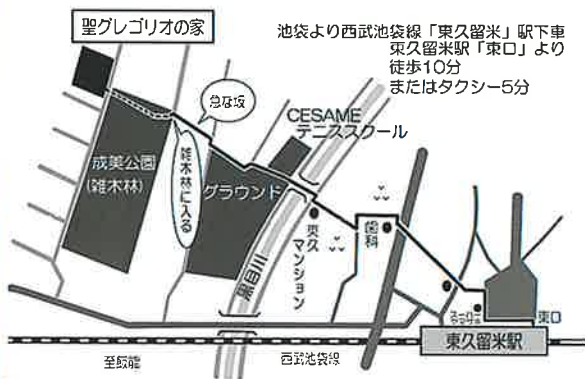 聖グレゴリオの家
池袋より西武池袋線「東久留米」駅下車
東久留米駅「東口」より
徒歩10分
またはタクシー5分
急な坂
CESAME
テニススクール
成美公園
(雑木林)
雑木林に入る
グラウンド
歯科
東久
マンション
黒目川
東口
東久留米駅
至飯能
西武池袋線